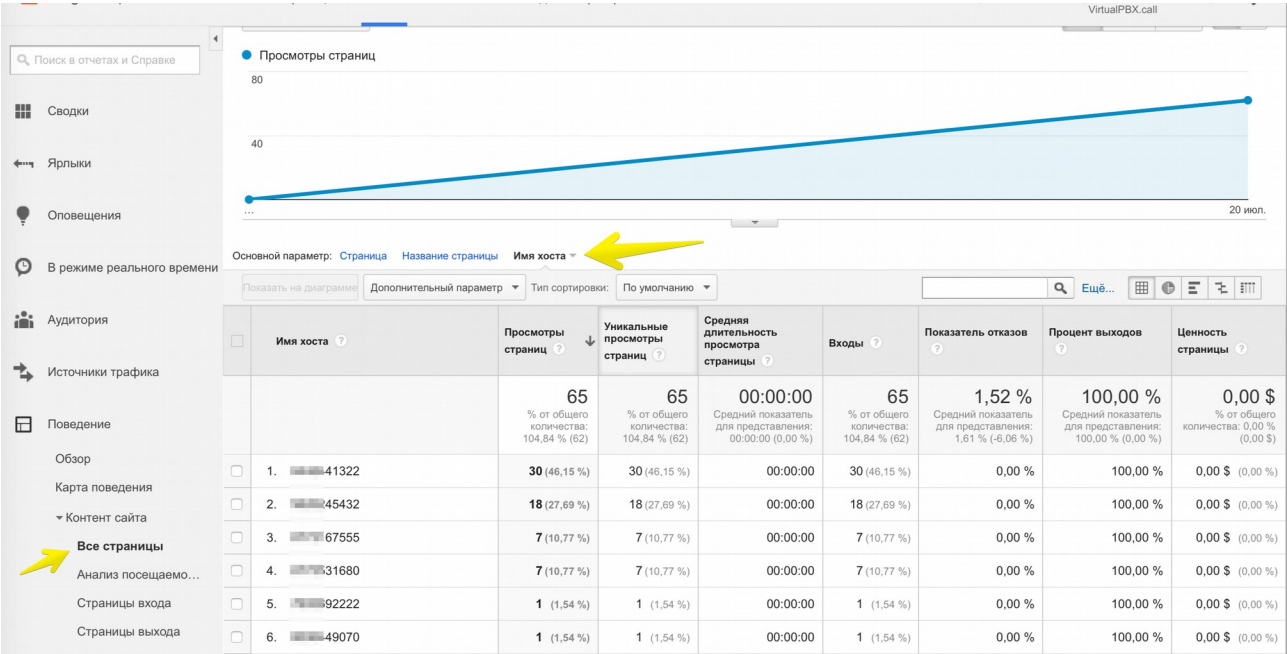 VirtualPBX.call
Поиск в отчетах и Справке
Сводки
Ярлыки
Оповещения
В режиме реального времени
Аудитория
Источники трафика
Поведение
Обзор
Карта поведения
Контент сайта
Все страницы
Анализ посещаемо...
Страницы входа
Страницы выхода
Просмотры страниц
80
40
...
20 июл.
Основной параметр: Страница Название страницы Имя хоста
Показать на диаграмме Дополнительный параметр Тип сортировки: По умолчанию Ещё...
Имя хоста ?
Просмотры
страниц ?
Уникальные
просмотры
страниц ?
Средняя
длительность
просмотра
страницы ?
Входы ?
Показатель отказов
?
Процент выходов
?
Ценность
страницы ?
65
% от общего
количества:
104,84 % (62)
65
% от общего
количества:
104,84 % (62)
00:00:00
Средний показатель
для представления:
00:00:00 (0,00 %)
65
% от общего
количества:
104,84 % (62)
1,52 %
Средний показатель
для представления:
1,61 % (-6,06 %)
100,00 %
Средний показатель
для представления:
100,00 % (0,00 %)
0,00 $
% от общего
количества: 0,00 %
(0,00 $)
1. 41322 30 (46,15 %) 30 (46,15 %) 00:00:00 30 (46,15 %) 0,00 % 100,00 % 0,00 $ (0,00 %)
2. 45432 18 (27,69 %) 18 (27,69 %) 00:00:00 18 (27,69 %) 0,00 % 100,00 % 0,00 $ (0,00 %)
3. 67555 7 (10,77 %) 7 (10,77 %) 00:00:00 7 (10,77 %) 0,00 % 100,00 % 0,00 $ (0,00 %)
4. 31680 7 (10,77 %) 7 (10,77 %) 00:00:00 7 (10,77 %) 0,00 % 100,00 % 0,00 $ (0,00 %)
5. 92222 1 (1,54 %) 1 (1,54 %) 00:00:00 1 (1,54 %) 0,00 % 100,00 % 0,00 $ (0,00 %)
6. 49070 1 (1,54 %) 1 (1,54 %) 00:00:00 1 (1,54 %) 0,00 % 100,00 % 0,00 $ (0,00 %)